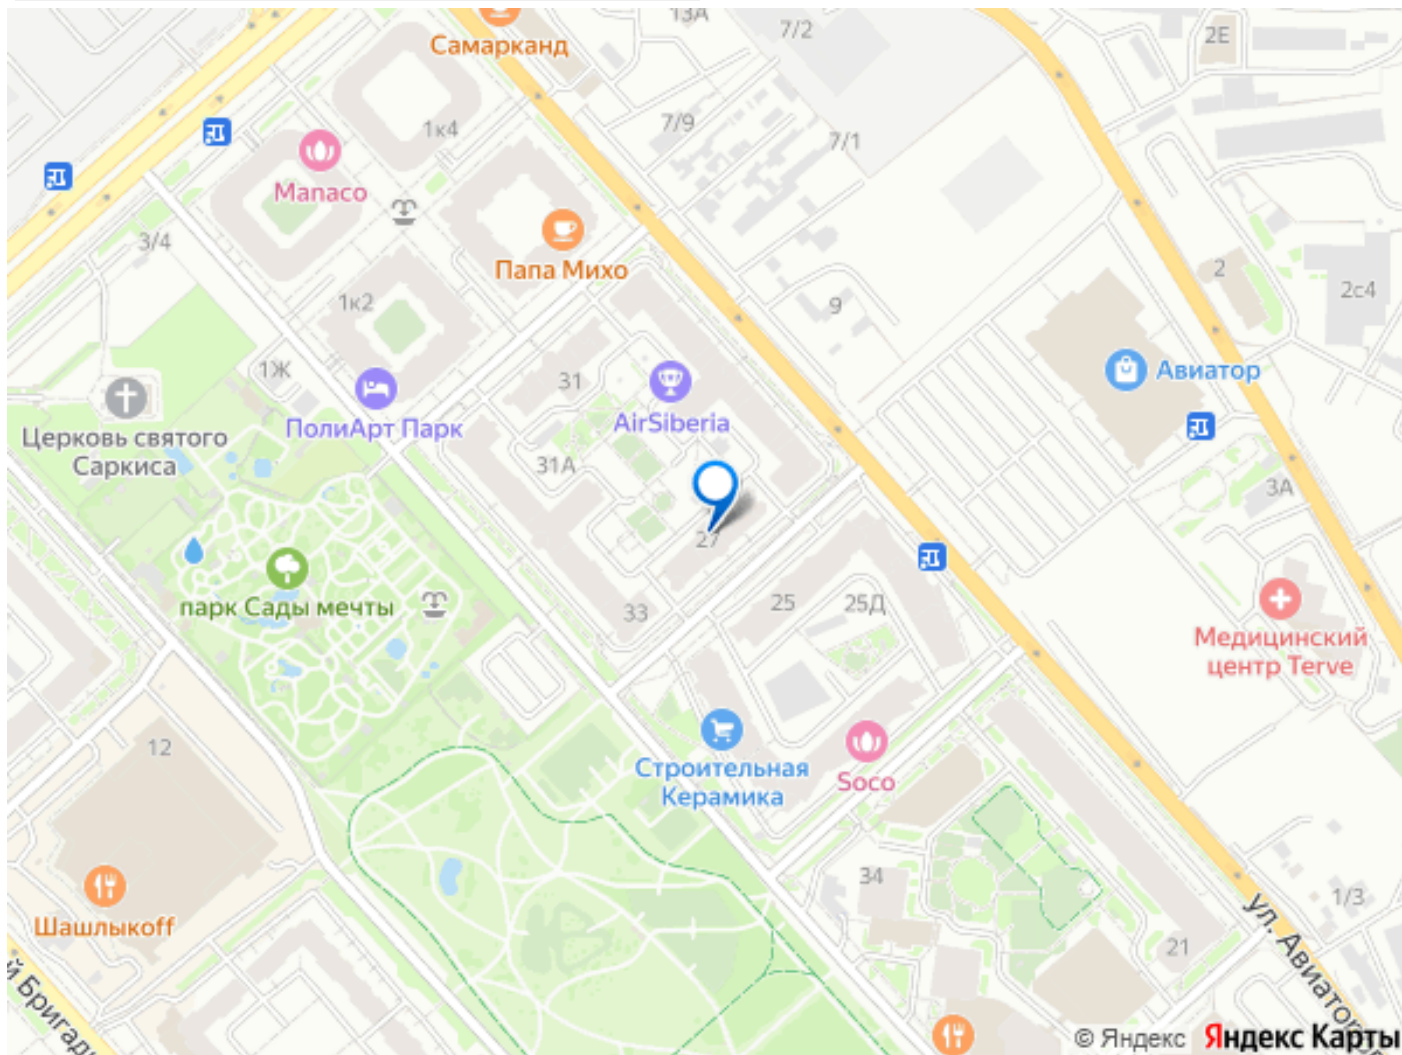 13А
7/2
2Е
Самарканд
1к4
7/9
7/1
Manaco
3/4
Папа Михо
2
2с4
1к2
9
1Ж
31
Авиатор
ПолиАрт Парк
AirSiberia
Церковь святого
Саркиса
31А
3А
27
парк Сады мечты
33
25
25Д
Медицинский
центр Terve
12
Строительная
Керамика
Soco
34
1/3
Шашлыкоff
21
ул. Авиаторов
й Бригады
© Яндекс Яндекс Карты